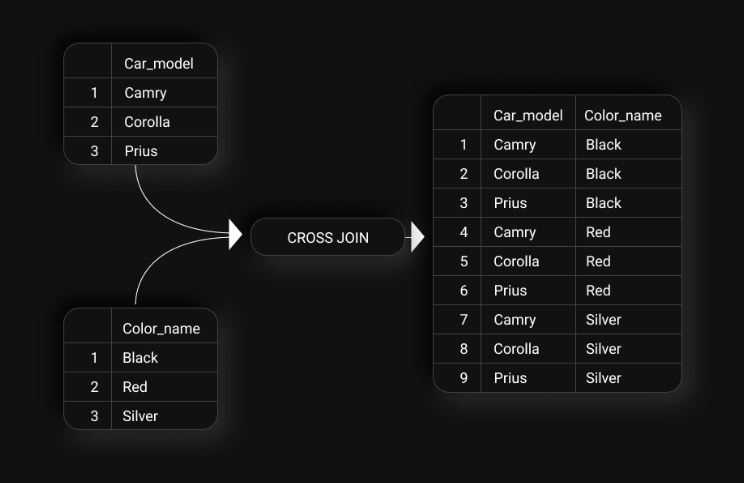 Car_model
1 Camry
2 Corolla
3 Prius
Color_name
1 Black
2 Red
3 Silver
CROSS JOIN
Car_model Color_name
1 Camry Black
2 Corolla Black
3 Prius Black
4 Camry Red
5 Corolla Red
6 Prius Red
7 Camry Silver
8 Corolla Silver
9 Prius Silver